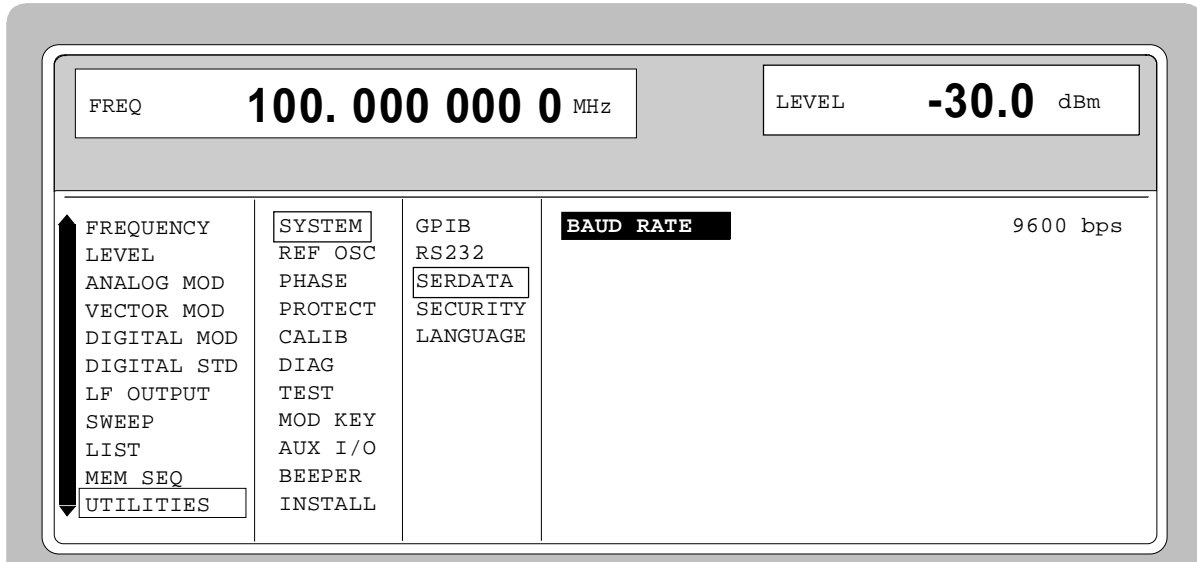 FREQ 100. 000 000 0 MHz LEVEL -30.0 dBm
FREQUENCY SYSTEM GPIB BAUD RATE 9600 bps
LEVEL REF OSC RS232
ANALOG MOD PHASE SERDATA
VECTOR MOD PROTECT SECURITY
DIGITAL MOD CALIB LANGUAGE
DIGITAL STD DIAG
LF OUTPUT TEST
SWEEP MOD KEY
LIST AUX I/O
MEM SEQ BEEPER
UTILITIES INSTALL